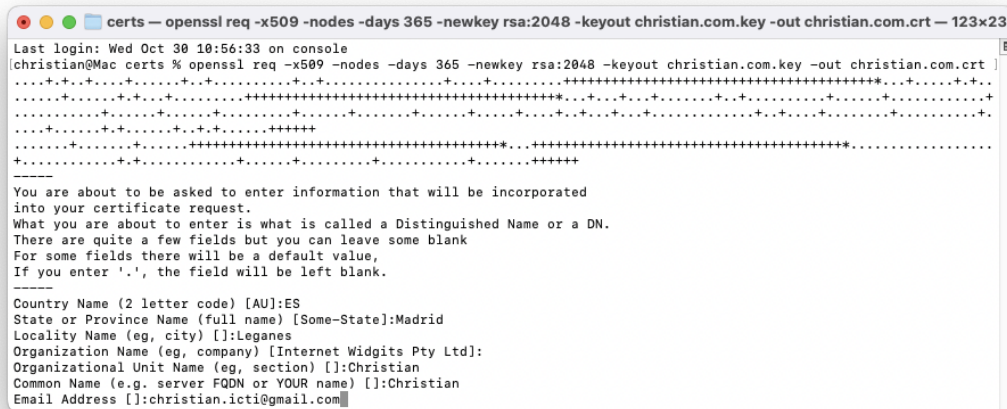 certs — openssl req -x509 -nodes -days 365 -newkey rsa:2048 -keyout christian.com.key -out christian.com.crt — 123×23
Last login: Wed Oct 30 10:56:33 on console
[christian@Mac certs % openssl req -x509 -nodes -days 365 -newkey rsa:2048 -keyout christian.com.key -out christian.com.crt ]
-----
You are about to be asked to enter information that will be incorporated
into your certificate request.
What you are about to enter is what is called a Distinguished Name or a DN.
There are quite a few fields but you can leave some blank
For some fields there will be a default value,
If you enter '.', the field will be left blank.
-----
Country Name (2 letter code) [AU]:ES
State or Province Name (full name) [Some-State]:Madrid
Locality Name (eg, city) []:Leganes
Organization Name (eg, company) [Internet Widgits Pty Ltd]:
Organizational Unit Name (eg, section) []:Christian
Common Name (e.g. server FQDN or YOUR name) []:Christian
Email Address []:christian.icti@gmail.com